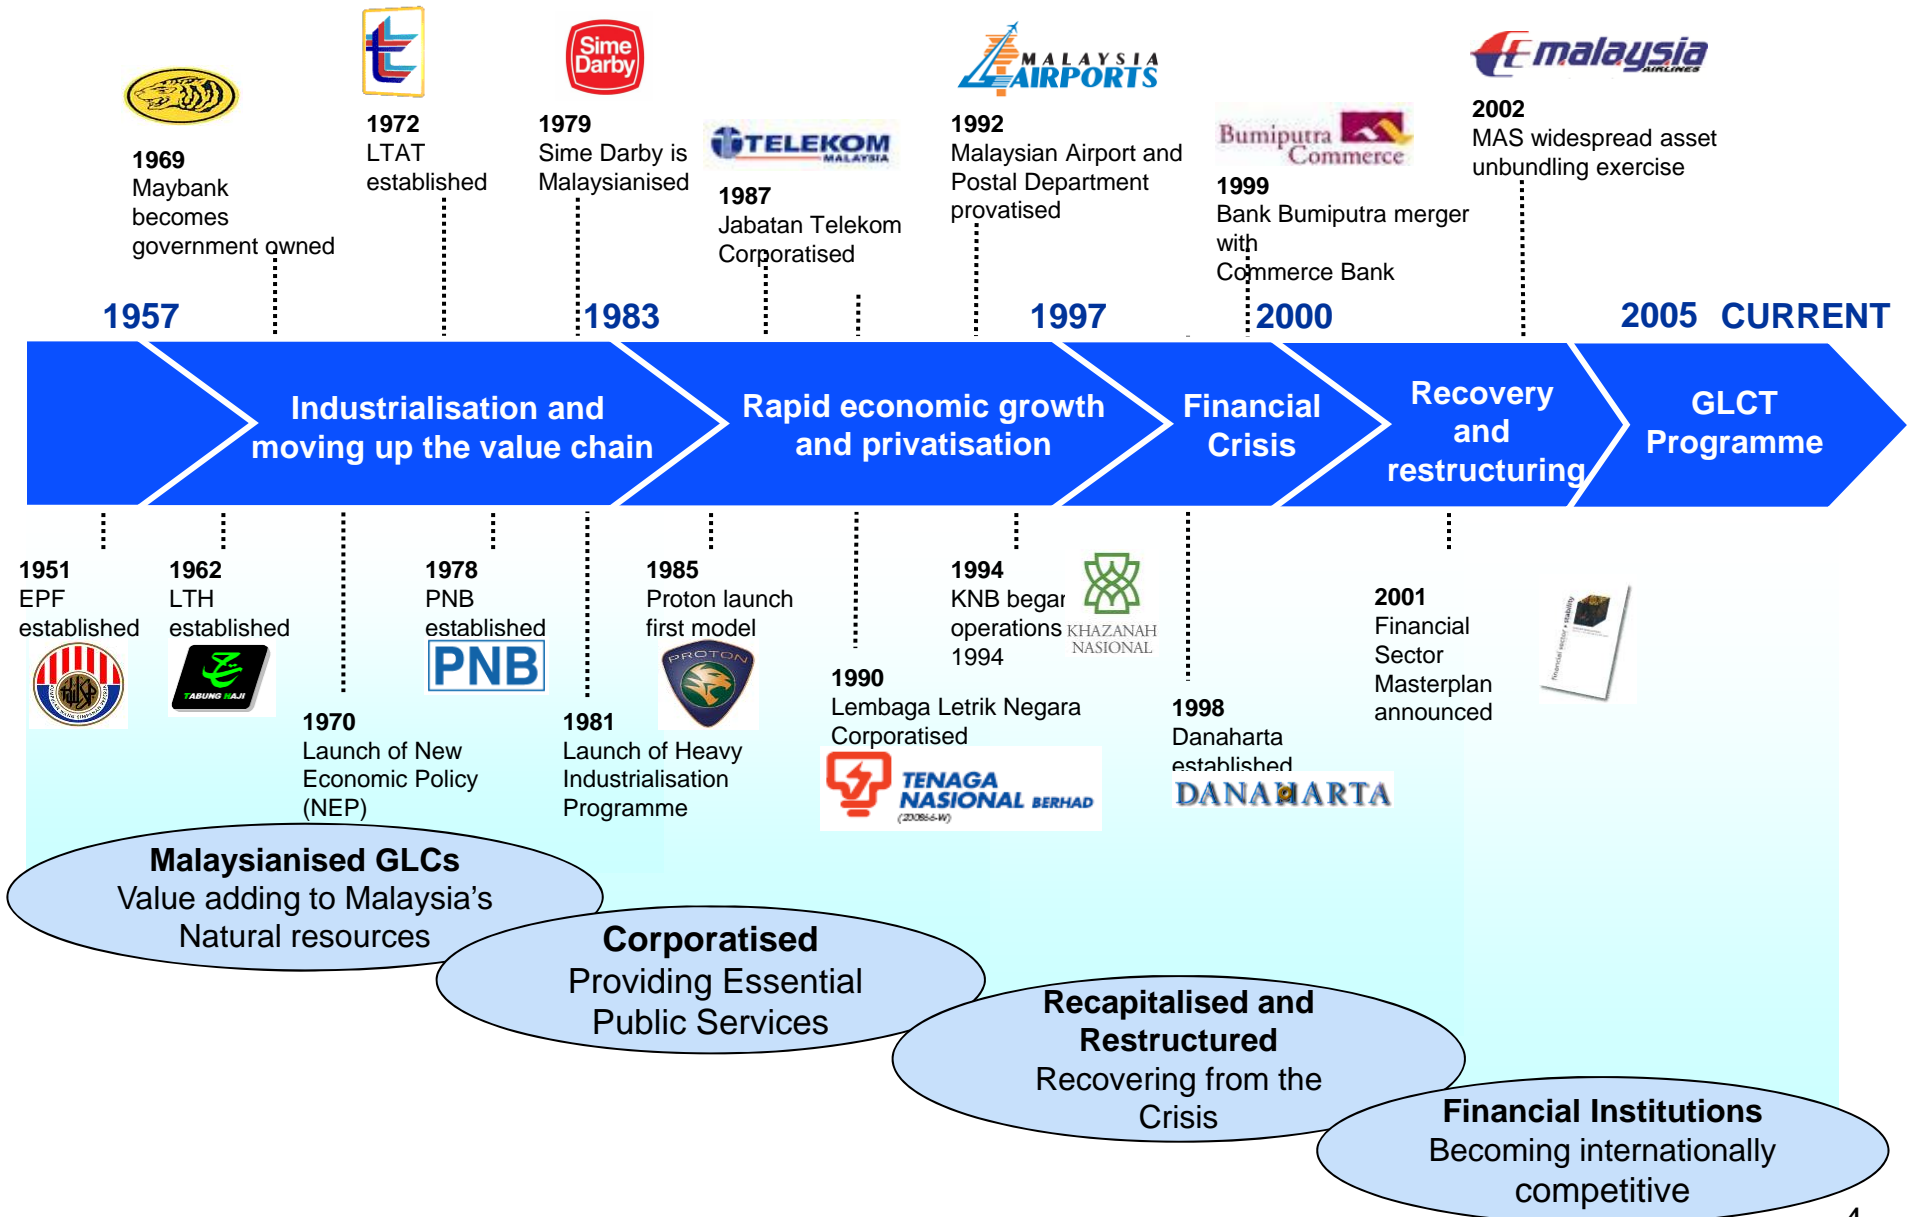 Sime
Darby
MALAYSIA
AIRPORTS
malaysia
AIRLINES
1969
Maybank
becomes
government owned
1972
LTAT
established
1979
Sime Darby is
Malaysianised
TELEKOM
MALAYSIA
1987
Jabatan Telekom
Corporatised
1992
Malaysian Airport and
Postal Department
provatised
Bumiputra
Commerce
1999
Bank Bumiputra merger
with
Commerce Bank
2002
MAS widespread asset
unbundling exercise
1957
1983
1997
2000
2005 CURRENT
Industrialisation and
moving up the value chain
Rapid economic growth
and privatisation
Financial
Crisis
Recovery
and
restructuring
GLCT
Programme
1951
EPF
established
1962
LTH
established
TABUNG HAJI
1970
Launch of New
Economic Policy
(NEP)
1978
PNB
established
PNB
1981
Launch of Heavy
Industrialisation
Programme
1985
Proton launch
first model
PROTON
1990
Lembaga Letrik Negara
Corporatised
TENAGA
NASIONAL BERHAD
(200866-W)
1994
KNB began
operations
1994
KHAZANAH
NASIONAL
1998
Danaharta
established
DANAHARTA
2001
Financial
Sector
Masterplan
announced
Financial sector stability
Malaysianised GLCs
Value adding to Malaysia's
Natural resources
Corporatised
Providing Essential
Public Services
Recapitalised and
Restructured
Recovering from the
Crisis
Financial Institutions
Becoming internationally
competitive
4